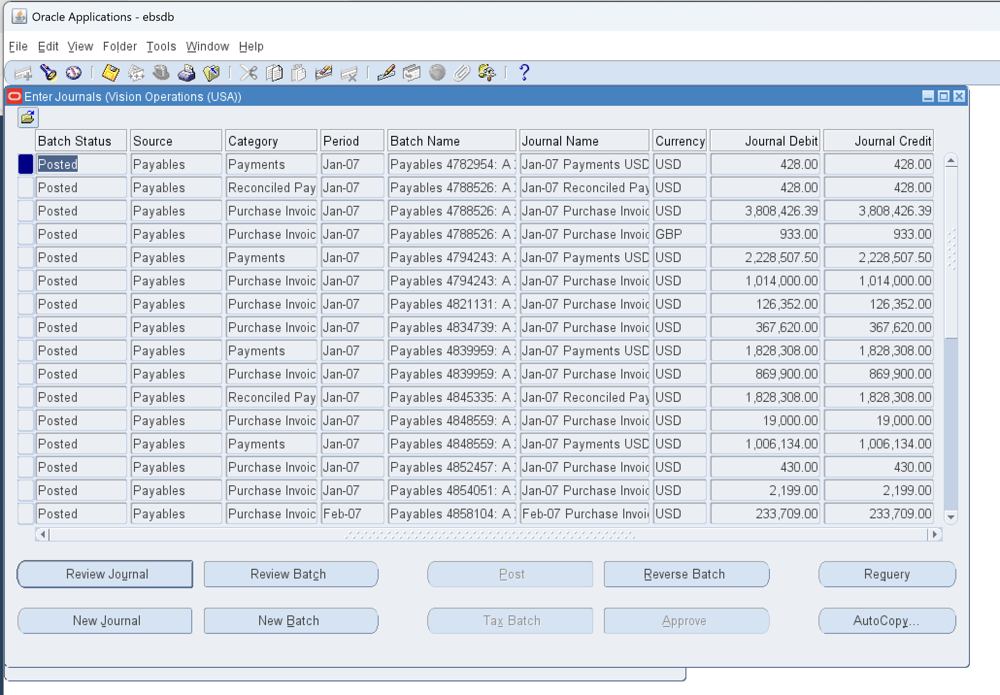 Oracle Applications - ebsdb
File Edit View Folder Tools Window Help
Enter Journals (Vision Operations (USA))
Batch Status Source Category Period Batch Name Journal Name Currency Journal Debit Journal Credit
Posted Payables Payments Jan-07 Payables 4782954: A Jan-07 Payments USD USD 428.00 428.00
Posted Payables Reconciled Pay Jan-07 Payables 4788526: A Jan-07 Reconciled Pay USD 428.00 428.00
Posted Payables Purchase Invoic Jan-07 Payables 4788526: A Jan-07 Purchase Invoic USD 3,808,426.39 3,808,426.39
Posted Payables Purchase Invoic Jan-07 Payables 4788526: A Jan-07 Purchase Invoic GBP 933.00 933.00
Posted Payables Payments Jan-07 Payables 4794243: A Jan-07 Payments USD USD 2,228,507.50 2,228,507.50
Posted Payables Purchase Invoic Jan-07 Payables 4794243: A Jan-07 Purchase Invoic USD 1,014,000.00 1,014,000.00
Posted Payables Purchase Invoic Jan-07 Payables 4821131: A Jan-07 Purchase Invoic USD 126,352.00 126,352.00
Posted Payables Purchase Invoic Jan-07 Payables 4834739: A Jan-07 Purchase Invoic USD 367,620.00 367,620.00
Posted Payables Payments Jan-07 Payables 4839959: A Jan-07 Payments USD USD 1,828,308.00 1,828,308.00
Posted Payables Purchase Invoic Jan-07 Payables 4839959: A Jan-07 Purchase Invoic USD 869,900.00 869,900.00
Posted Payables Reconciled Pay Jan-07 Payables 4845335: A Jan-07 Reconciled Pay USD 1,828,308.00 1,828,308.00
Posted Payables Purchase Invoic Jan-07 Payables 4848559: A Jan-07 Purchase Invoic USD 19,000.00 19,000.00
Posted Payables Payments Jan-07 Payables 4848559: A Jan-07 Payments USD USD 1,006,134.00 1,006,134.00
Posted Payables Purchase Invoic Jan-07 Payables 4852457: A Jan-07 Purchase Invoic USD 430.00 430.00
Posted Payables Purchase Invoic Jan-07 Payables 4854051: A Jan-07 Purchase Invoic USD 2,199.00 2,199.00
Posted Payables Purchase Invoic Feb-07 Payables 4858104: A Feb-07 Purchase Invoi USD 233,709.00 233,709.00
Review Journal Review Batch Post Reverse Batch Requery
New Journal New Batch Tax Batch Approve AutoCopy...